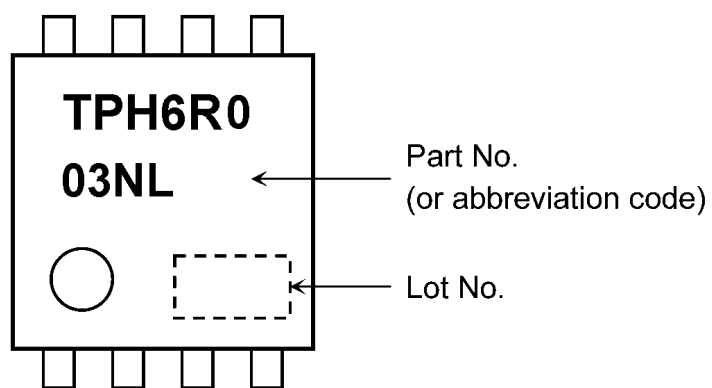 TPH6R0
03NL
Part No.
(or abbreviation code)
Lot No.